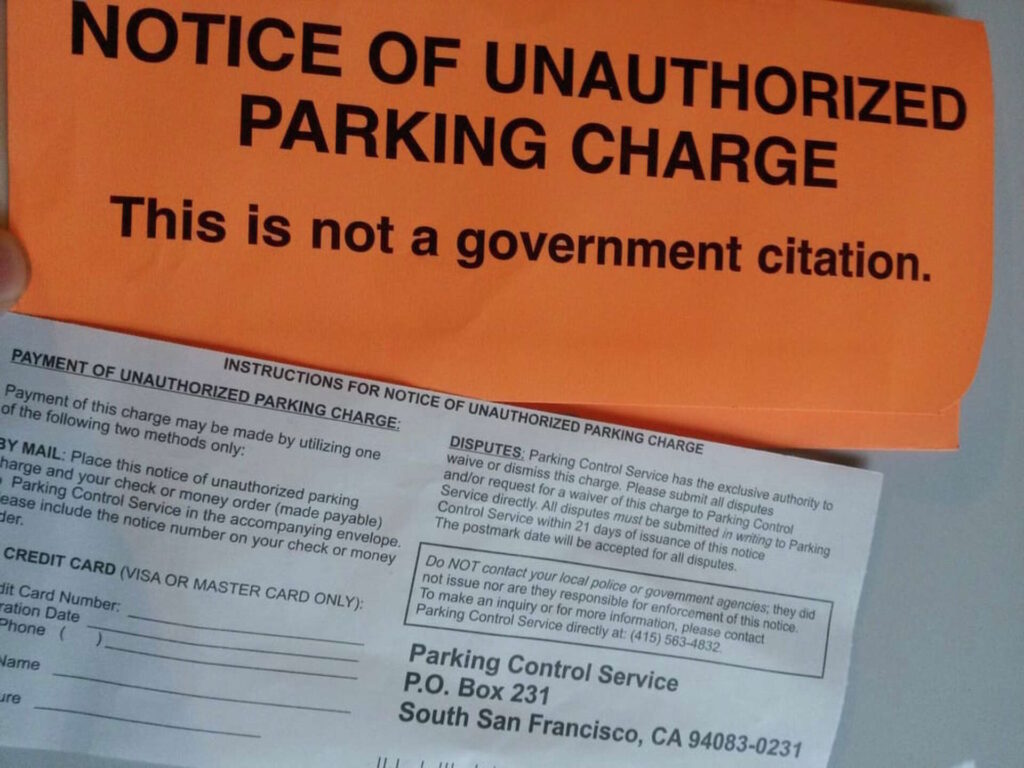 NOTICE OF UNAUTHORIZED
PARKING CHARGE
This is not a government citation.
INSTRUCTIONS FOR NOTICE OF UNAUTHORIZED PARKING CHARGE
PAYMENT OF UNAUTHORIZED PARKING CHARGE:
Payment of this charge may be made by utilizing one
of the following two methods only:
BY MAIL: Place this notice of unauthorized parking
harge and your check or money order (made payable)
Parking Control Service in the accompanying envelope.
ease include the notice number on your check or money
der.
CREDIT CARD (VISA OR MASTER CARD ONLY):
dit Card Number:
ration Date
Phone ( )
Name
ure
DISPUTES: Parking Control Service has the exclusive authority to
waive or dismiss this charge. Please submit all disputes
and/or request for a waiver of this charge to Parking Control
Service directly. All disputes must be submitted in writing to Parking
Control Service within 21 days of issuance of this notice
The postmark date will be accepted for all disputes.
Do NOT contact your local police or government agencies; they did
not issue nor are they responsible for enforcement of this notice.
To make an inquiry or for more information, please contact
Parking Control Service directly at: (415) 563-4832.
Parking Control Service
P.O. Box 231
South San Francisco, CA 94083-0231